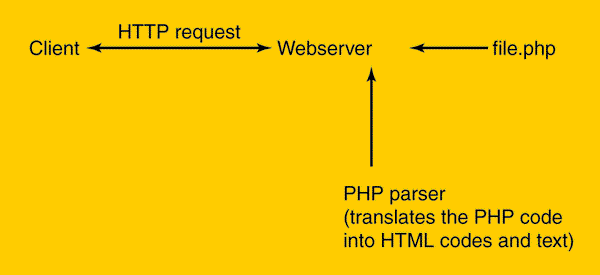 HTTP request
Client
Webserver
file.php
PHP parser
(translates the PHP code
into HTML codes and text)